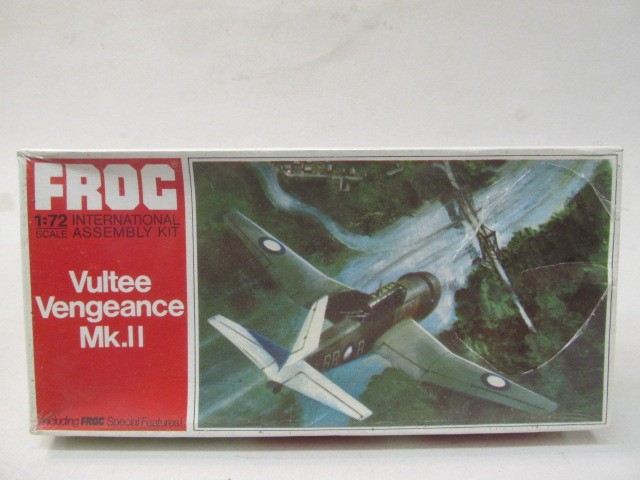 FROG
1:72 INTERNATIONAL
SCALE ASSEMBLY KIT
Vultee
Vengeance
Mk.II
including FROG Special Features!